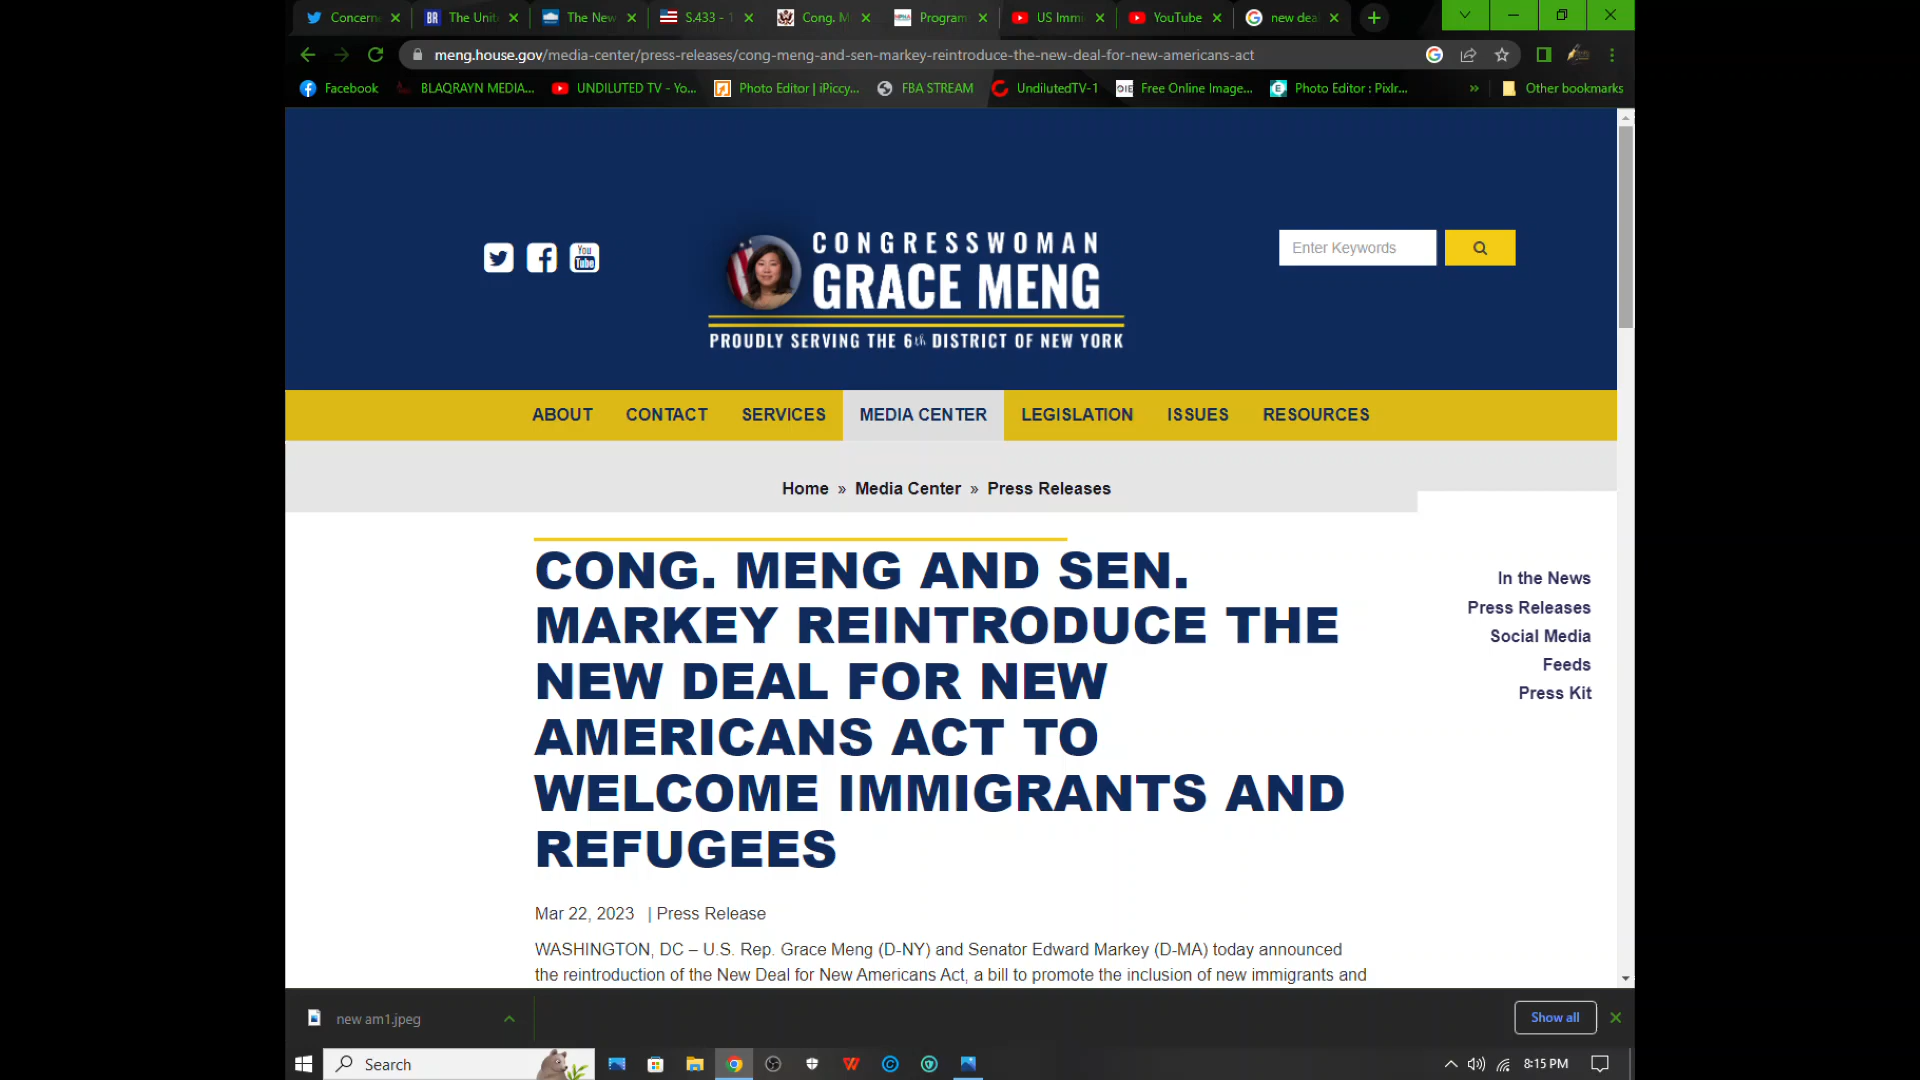 Concern
The Unit
The New
S.433 - 1
Cong. M
Program
US Immi
YouTube
new deal
meng.house.gov/media-center/press-releases/cong-meng-and-sen-markey-reintroduce-the-new-deal-for-new-americans-act
Facebook
BLAQRAYN MEDIA...
UNDILUTED TV - Yo...
Photo Editor | iPiccy...
FBA STREAM
UndilutedTV-1
Free Online Image...
Photo Editor : Pixlr...
»
Other bookmarks
You
Tube
CONGRESSWOMAN
GRACE MENG
PROUDLY SERVING THE 6th DISTRICT OF NEW YORK
Enter Keywords
ABOUT CONTACT SERVICES MEDIA CENTER LEGISLATION ISSUES RESOURCES
Home » Media Center » Press Releases
CONG. MENG AND SEN.
MARKEY REINTRODUCE THE
NEW DEAL FOR NEW
AMERICANS ACT TO
WELCOME IMMIGRANTS AND
REFUGEES
Mar 22, 2023 | Press Release
WASHINGTON, DC – U.S. Rep. Grace Meng (D-NY) and Senator Edward Markey (D-MA) today announced
the reintroduction of the New Deal for New Americans Act, a bill to promote the inclusion of new immigrants and
In the News
Press Releases
Social Media
Feeds
Press Kit
new am1.jpeg
Show all
Search
8:15 PM